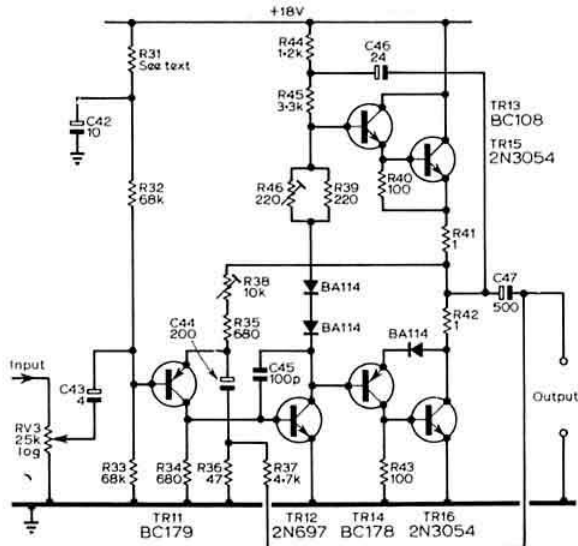 +18V
R31
See text
R44
1·2k
C46
24
R45
3·3k
C42
10
TR13
BC108
TR15
2N3054
R32
68k
R46
220
R39
220
R40
100
R41
1
R38
10k
BA114
C47
500
R42
1
C44
200
R35
680
BA114
BA114
Input
C43
4
C45
100p
Output
RV3
25k
log
R33
68k
R34
680
R36
47
R37
4·7k
R43
100
TR11
BC179
TR12
2N697
TR14
BC178
TR16
2N3054